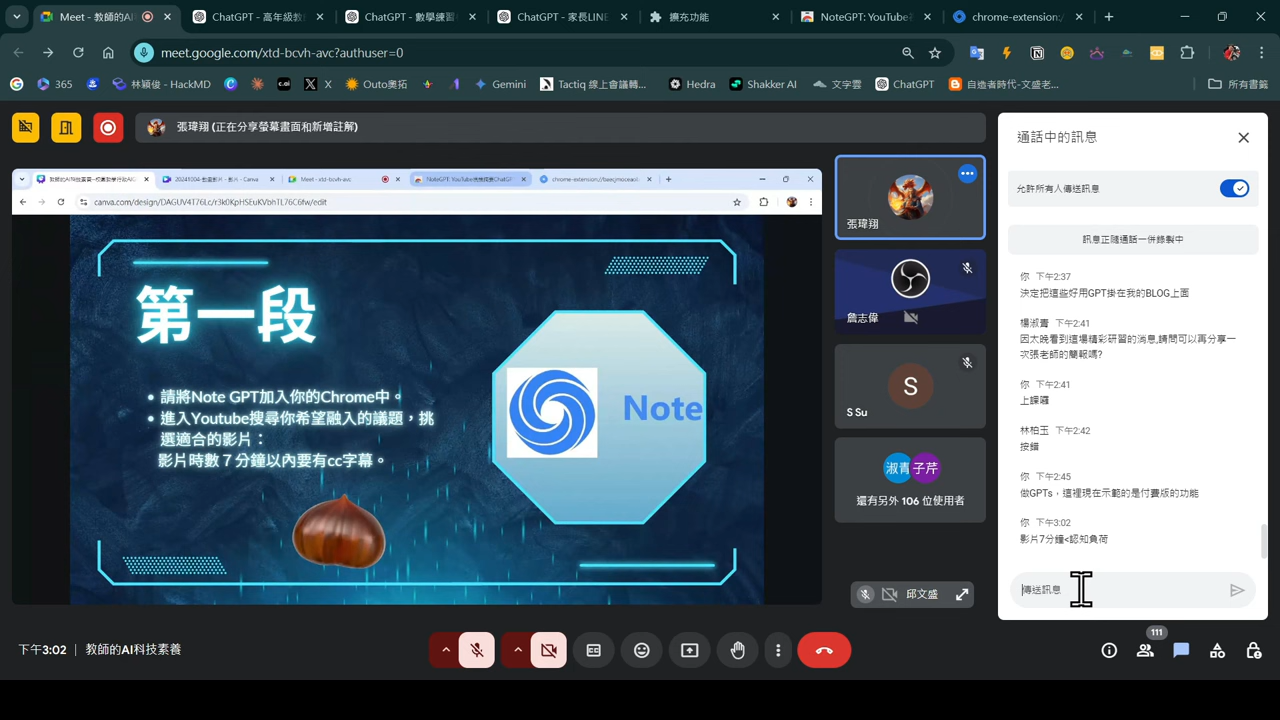 Meet - 教師的AI
ChatGPT - 高年級教
ChatGPT - 數學練習
ChatGPT - 家長LINE
擴充功能
NoteGPT: YouTube
chrome-extension:/
meet.google.com/xtd-bcvh-avc?authuser=0
365
林穎俊 - HackMD
c.ai
X
Outo奧拓
Gemini
Tactiq 線上會議轉...
Hedra
Shakker AI
文字雲
ChatGPT
自造者時代-文盛老...
所有書籤
張瑋翔 (正在分享螢幕畫面和新增註解)
20241004-動畫影片 - 影片 - Canva
Meet - xtd-bcvh-avc
canva.com/design/DAGUV4T76Lc/r3k0KpHSEuKVbhTL76C6fw/edit
第一段
• 請將Note GPT加入你的Chrome中。
• 進入Youtube搜尋你希望融入的議題，挑
選適合的影片：
影片時數７分鐘以內要有cc字幕。
Note
張瑋翔
詹志偉
S
S Su
淑青 子芹
還有另外 106 位使用者
邱文盛
通話中的訊息
允許所有人傳送訊息
訊息正隨通話一併錄製中
你 下午2:37
決定把這些好用GPT掛在我的BLOG上面
楊淑青 下午2:41
因太晚看到這場精彩研習的消息,請問可以再分享一
次張老師的簡報嗎?
你 下午2:41
上課囉
林柏玉 下午2:42
按錯
你 下午2:45
做GPTs，這裡現在示範的是付費版的功能
你 下午3:02
影片7分鐘<認知負荷
傳送訊息
下午3:02 | 教師的AI科技素養
111